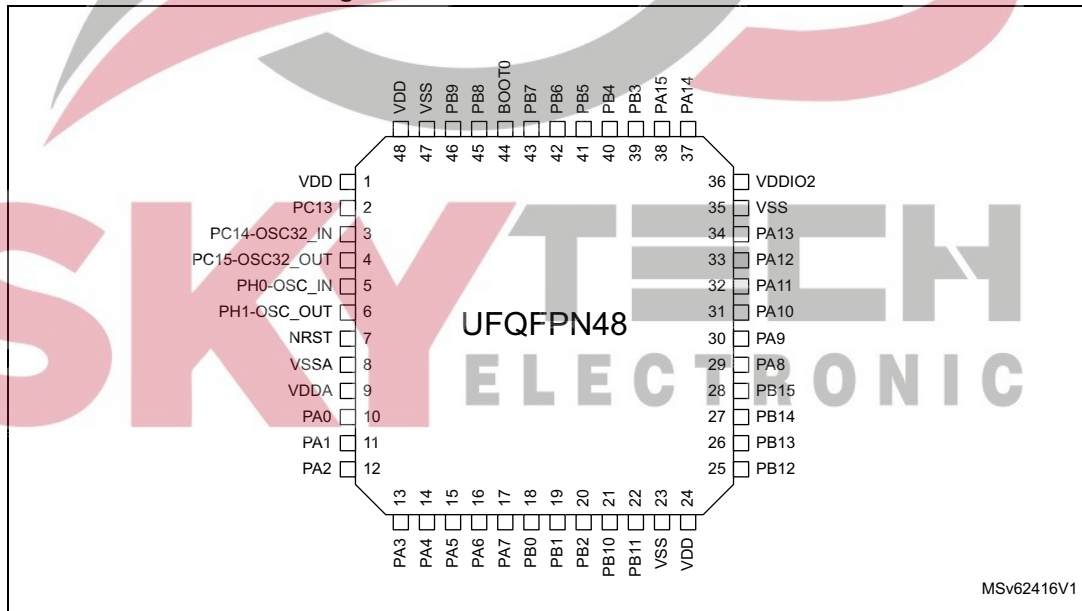 48 VDD
47 VSS
46 PB9
45 PB8
44 BOOT0
43 PB7
42 PB6
41 PB5
40 PB4
39 PB3
38 PA15
37 PA14
VDD 1
PC13 2
PC14-OSC32_IN 3
PC15-OSC32_OUT 4
PH0-OSC_IN 5
PH1-OSC_OUT 6
NRST 7
VSSA 8
VDDA 9
PA0 10
PA1 11
PA2 12
UFQFPN48
36 VDDIO2
35 VSS
34 PA13
33 PA12
32 PA11
31 PA10
30 PA9
29 PA8
28 PB15
27 PB14
26 PB13
25 PB12
PA3 13
PA4 14
PA5 15
PA6 16
PA7 17
PB0 18
PB1 19
PB2 20
PB10 21
PB11 22
VSS 23
VDD 24
MSv62416V1
SKYTECH
ELECTRONIC